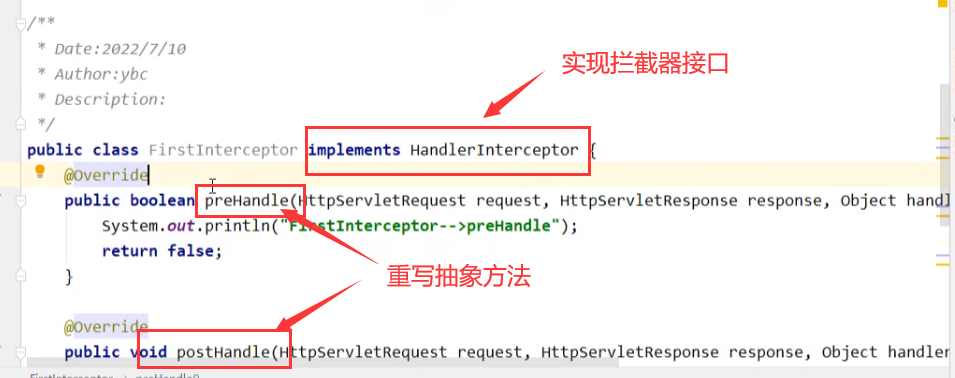 /**
* Date:2022/7/10
* Author:ybc
* Description:
*/
实现拦截器接口
public class FirstInterceptor implements HandlerInterceptor {
@Override
public boolean preHandle(HttpServletRequest request, HttpServletResponse response, Object handl
System.out.println("FirstInterceptor-->preHandle");
return false;
}
重写抽象方法
@Override
public void postHandle(HttpServletRequest request, HttpServletResponse response, Object handler